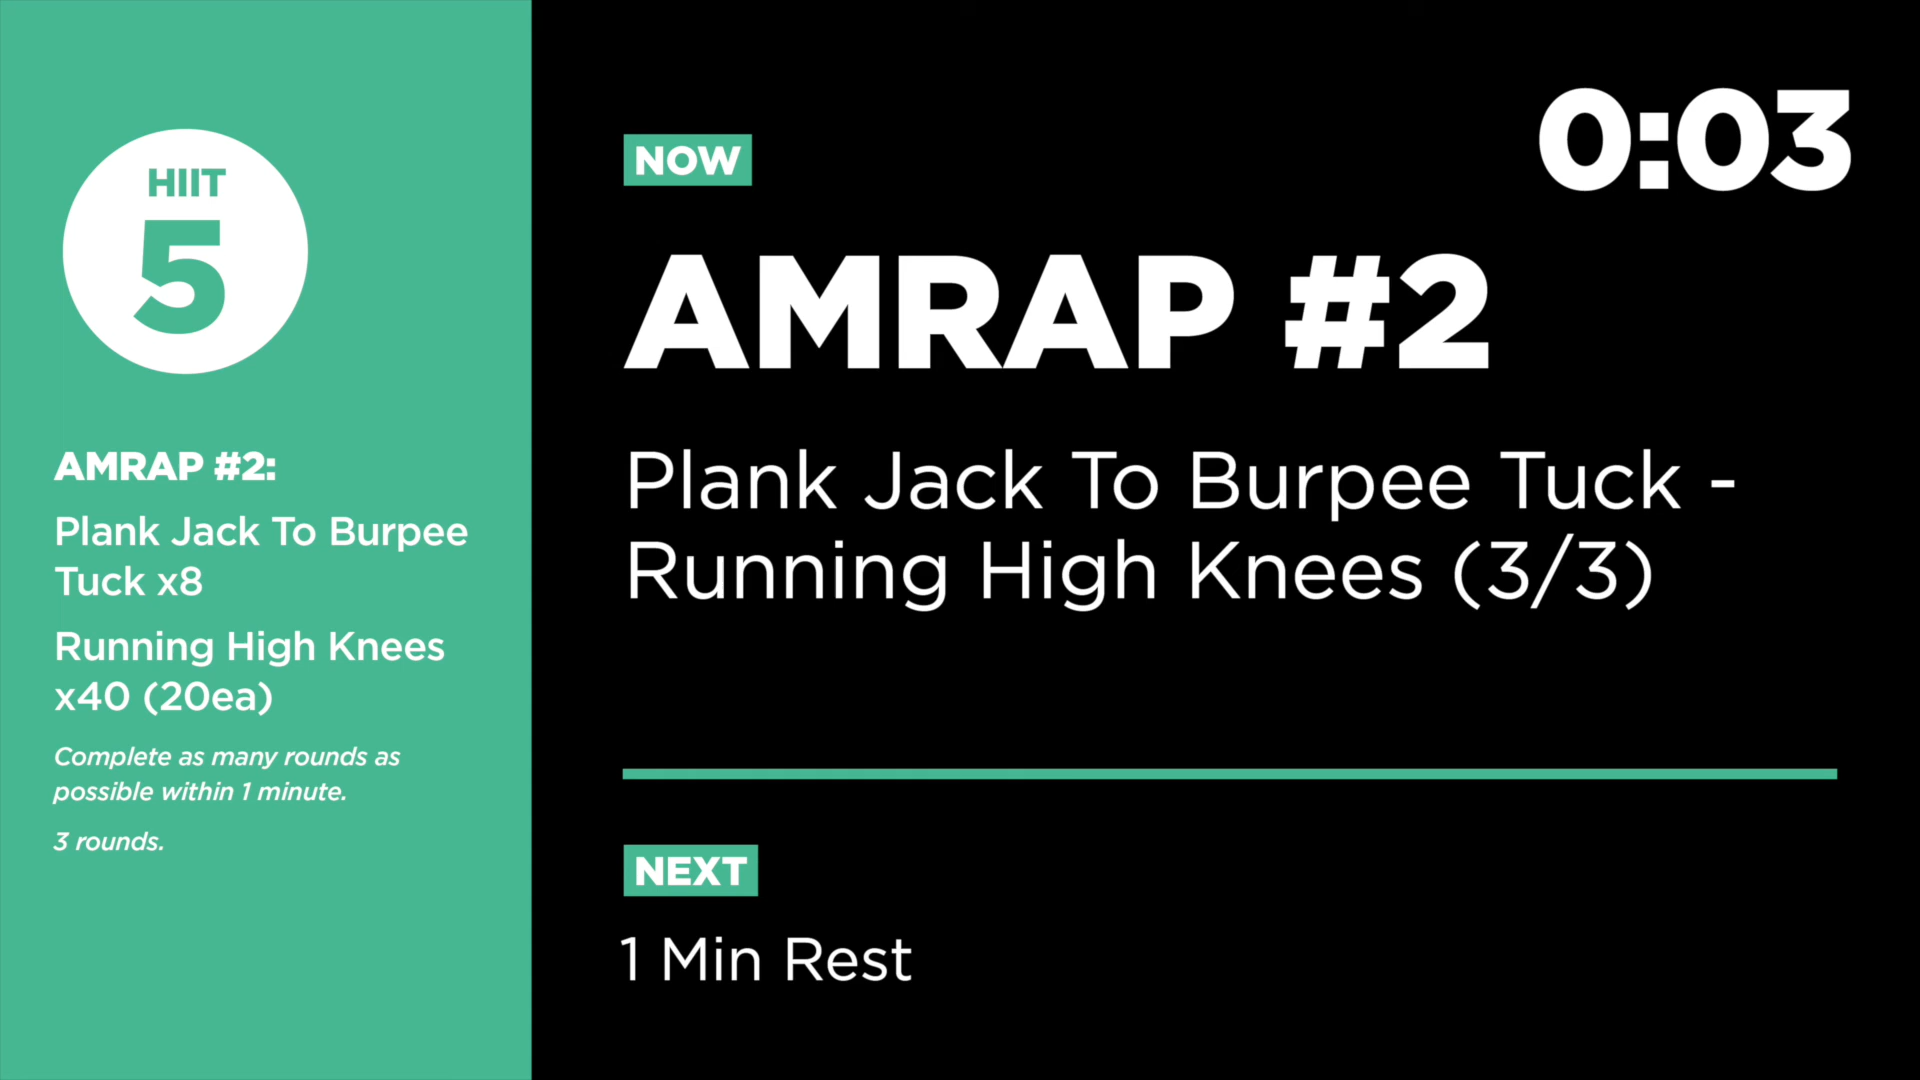 HIIT
5
AMRAP #2:
Plank Jack To Burpee
Tuck x8
Running High Knees
x40 (20ea)
Complete as many rounds as
possible within 1 minute.
3 rounds.
0:03
NOW
AMRAP #2
Plank Jack To Burpee Tuck -
Running High Knees (3/3)
NEXT
1 Min Rest